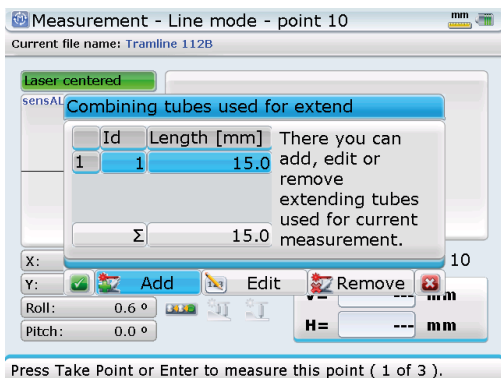 Measurement - Line mode - point 10
mm
Current file name: Tramline 112B
Laser centered
sensAL
Combining tubes used for extend
Id Length [mm]
1 1 15.0
Σ 15.0
There you can
add, edit or
remove
extending tubes
used for current
measurement.
X: 10
Y:
Add Edit Remove
Roll: 0.6 º
Pitch: 0.0 º
V= --- mm
H= --- mm
Press Take Point or Enter to measure this point ( 1 of 3 ).